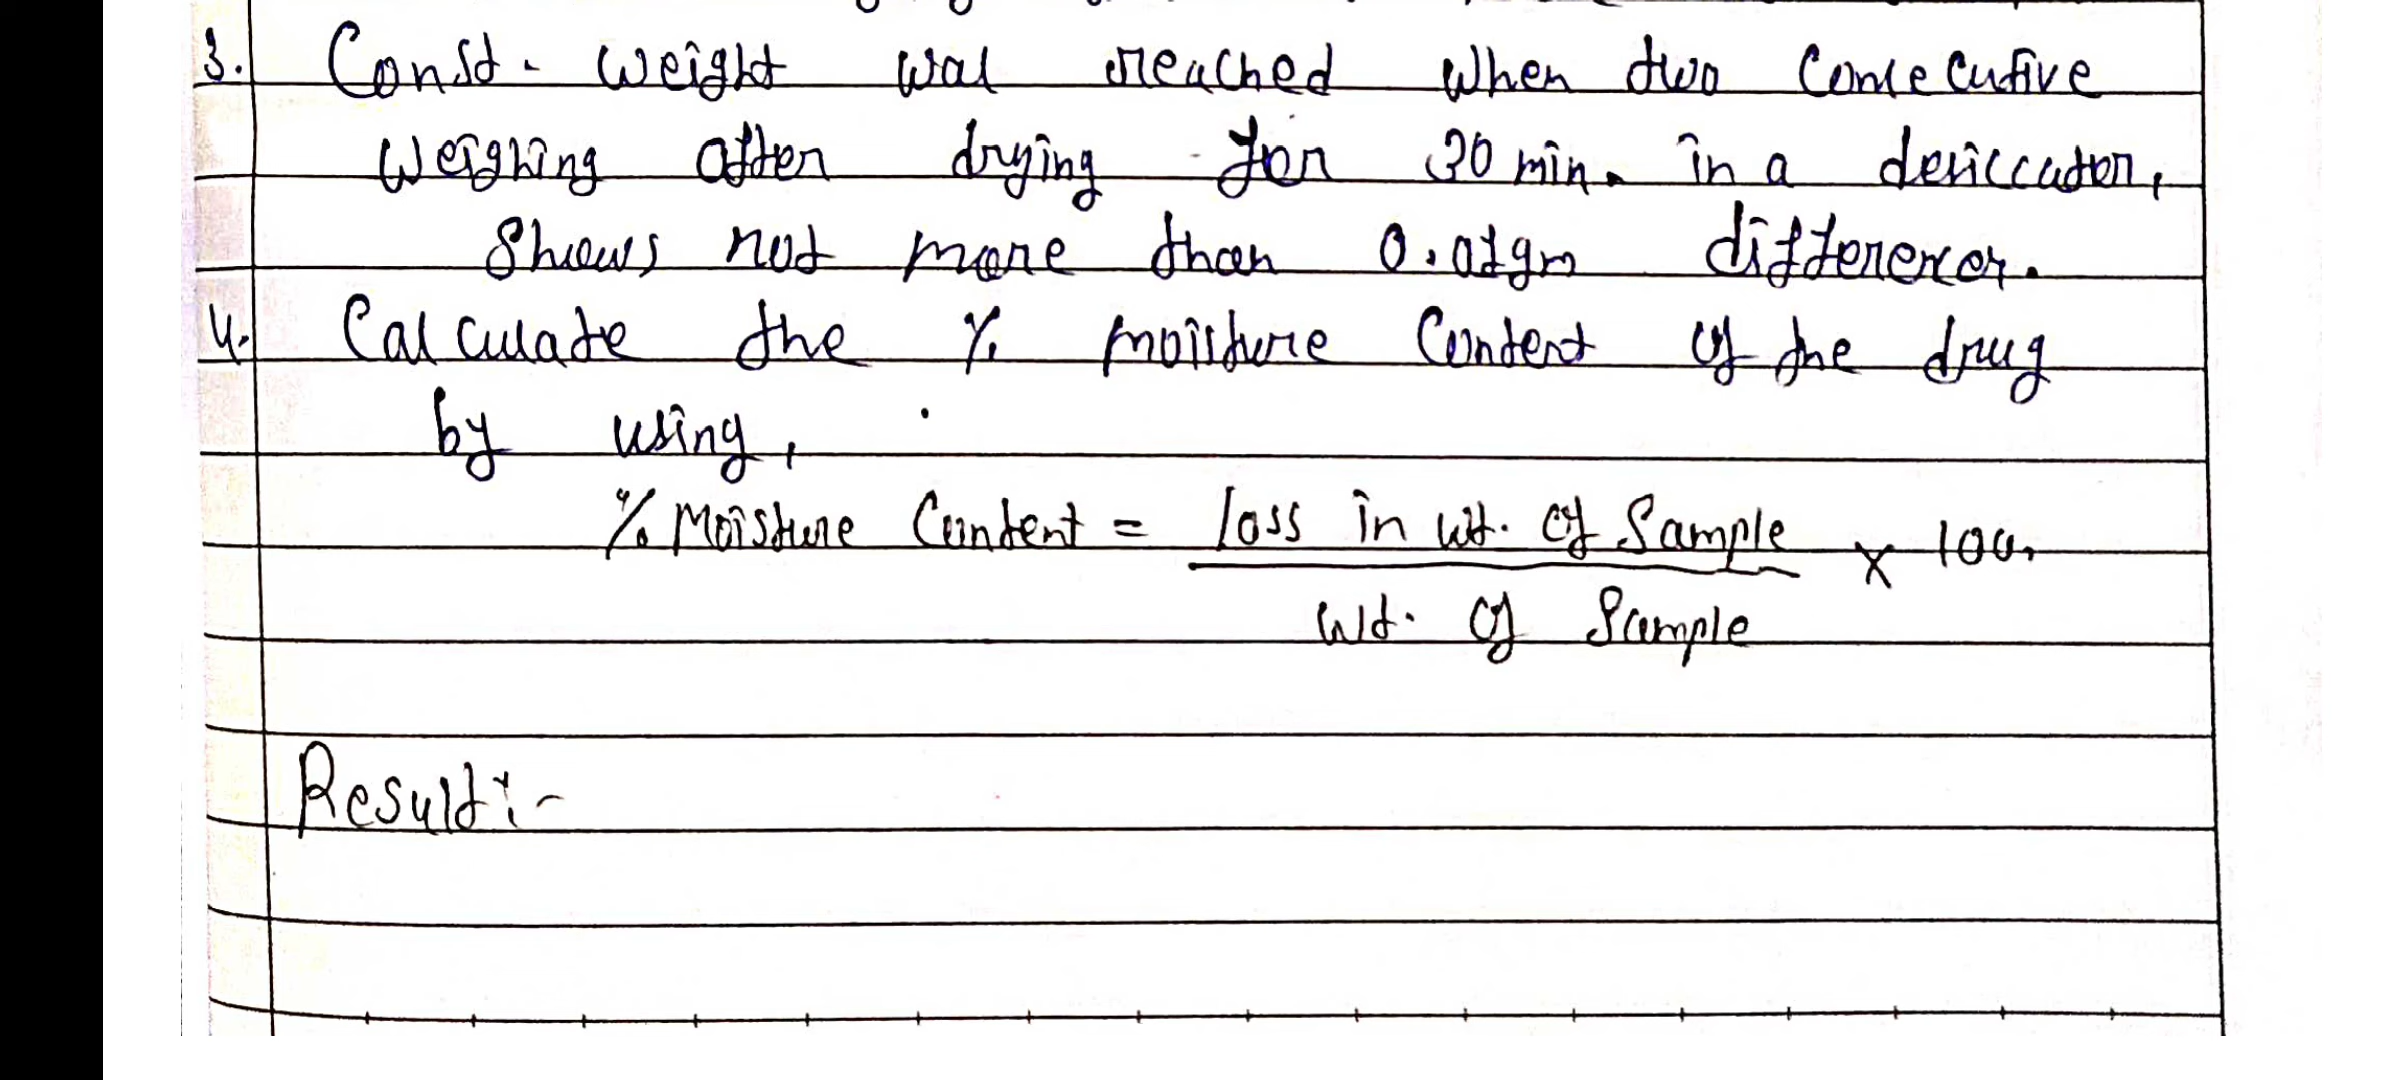 3. Const. weight was reached when two consecutive
weighing after drying for 30 min. in a desiccator,
shows not more than 0.01gm differences.
4. Calculate the % moisture content of the drug
by using,
% Moisture Content = loss in wt. of Sample × 100.
wt. of Sample
Result:-